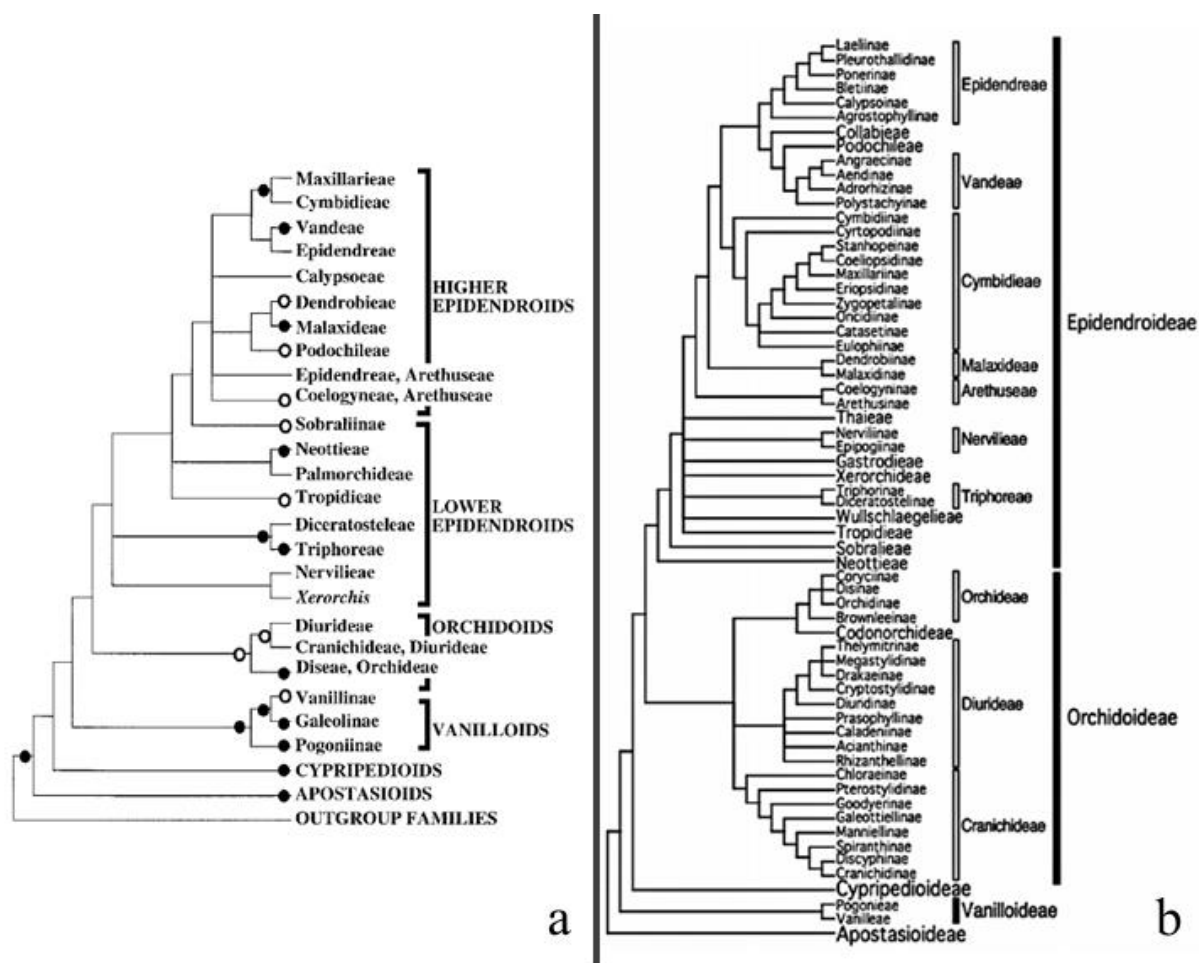 Maxillarieae
Cymbidieae
Vandeae
Epidendreae
Calypsoeae
Dendrobieae
Malaxideae
Podochileae
Epidendreae, Arethuseae
Coelogyneae, Arethuseae
HIGHER
EPIDENDROIDS
Sobraliinae
Neottieae
Palmorchideae
Tropidieae
Diceratosteleae
Triphoreae
Nervilieae
Xerorchis
LOWER
EPIDENDROIDS
Diurideae
Cranichideae, Diurideae
Diseae, Orchideae
ORCHIDOIDS
Vanillinae
Galeolinae
Pogoniinae
VANILLOIDS
CYPRIPEDIOIDS
APOSTASIOIDS
OUTGROUP FAMILIES
a
Laeliinae
Pleurothallidinae
Ponerinae
Bletiinae
Calypsoinae
Agrostophyllinae
Epidendreae
Collabieae
Podochileae
Angraecinae
Aendinae
Adrorhizinae
Polystachyinae
Vandeae
Cymbidiinae
Cyrtopodiinae
Stanhopeinae
Coeliopsidinae
Maxillariinae
Eriopsidinae
Zygopetalinae
Oncidiinae
Catasetinae
Eulophiinae
Cymbidieae
Dendrobiinae
Malaxidinae
Malaxideae
Coelogyninae
Arethusinae
Arethuseae
Thaieae
Nerviliinae
Epipogiinae
Nervilieae
Gastrodieae
Xerorchideae
Triphorinae
Diceratostelinae
Triphoreae
Wullschlaegelieae
Tropidieae
Sobralieae
Neottieae
Epidendroideae
Coryciinae
Disinae
Orchidinae
Brownleeinae
Orchideae
Codonorchideae
Thelymitrinae
Megastylidinae
Drakaeinae
Cryptostylidinae
Diundinae
Prasophyllinae
Caladeniinae
Acianthinae
Rhizanthellinae
Diurideae
Chloraeinae
Pterostylidinae
Goodyerinae
Galeottiellinae
Manniellinae
Spiranthinae
Discyphinae
Cranichidinae
Cranichideae
Orchidoideae
Cypripedioideae
Pogonieae
Vanilleae
Vanilloideae
Apostasioideae
b